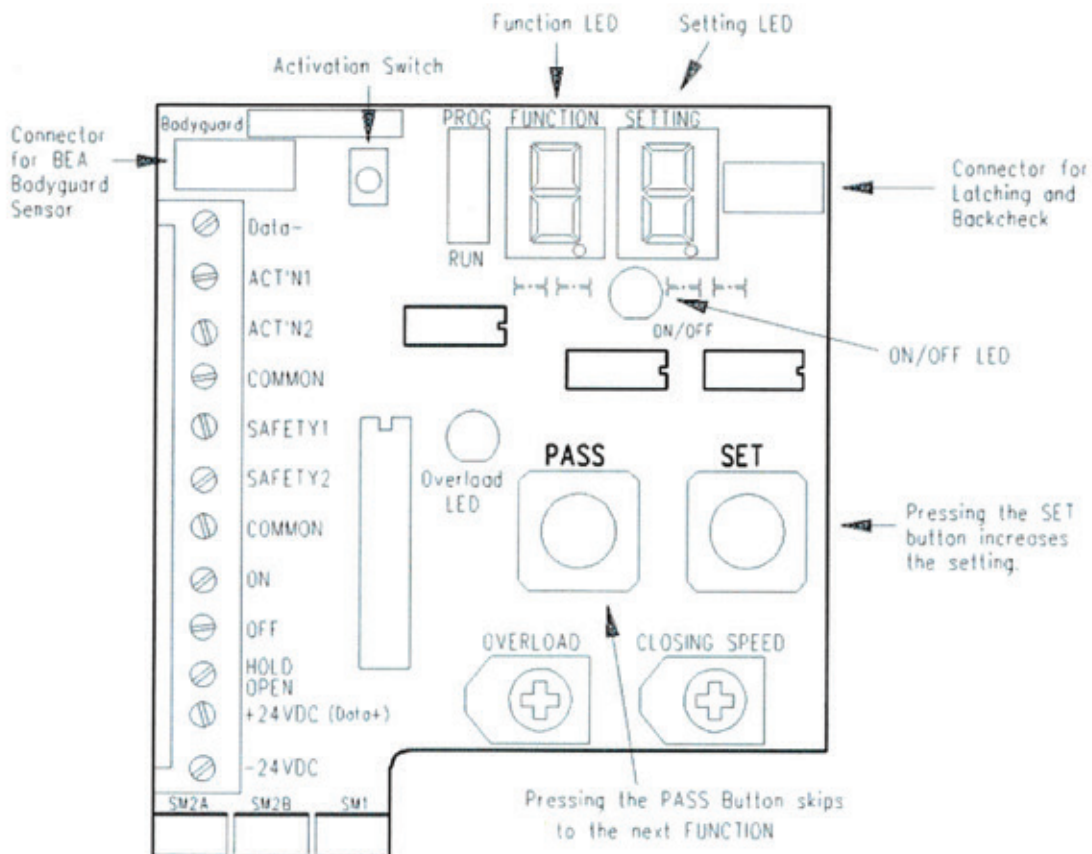 Function LED
Setting LED
Activation Switch
Connector
for BEA
Bodyguard
Sensor
Bodyguard
PROG
FUNCTION
SETTING
RUN
Connector for
Latching and
Backcheck
ON/OFF
ON/OFF LED
Data-
ACT'N1
ACT'N2
COMMON
SAFETY1
SAFETY2
COMMON
ON
OFF
HOLD
OPEN
+24VDC (Data+)
-24VDC
Overload
LED
PASS
SET
Pressing the SET
button increases
the setting.
OVERLOAD
CLOSING SPEED
SM2A
SM2B
SM1
Pressing the PASS Button skips
to the next FUNCTION